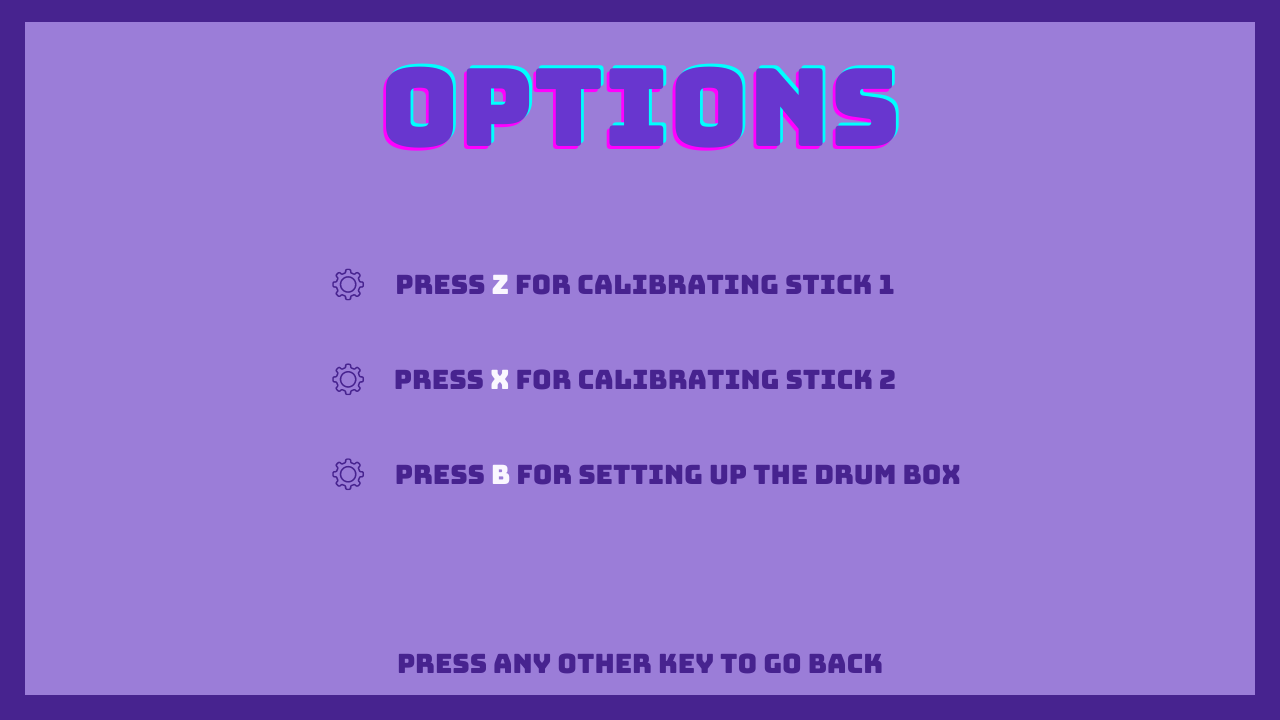 OPTIONS
PRESS Z FOR CALIBRATING STICK 1
PRESS X FOR CALIBRATING STICK 2
PRESS B FOR SETTING UP THE DRUM BOX
PRESS ANY OTHER KEY TO GO BACK